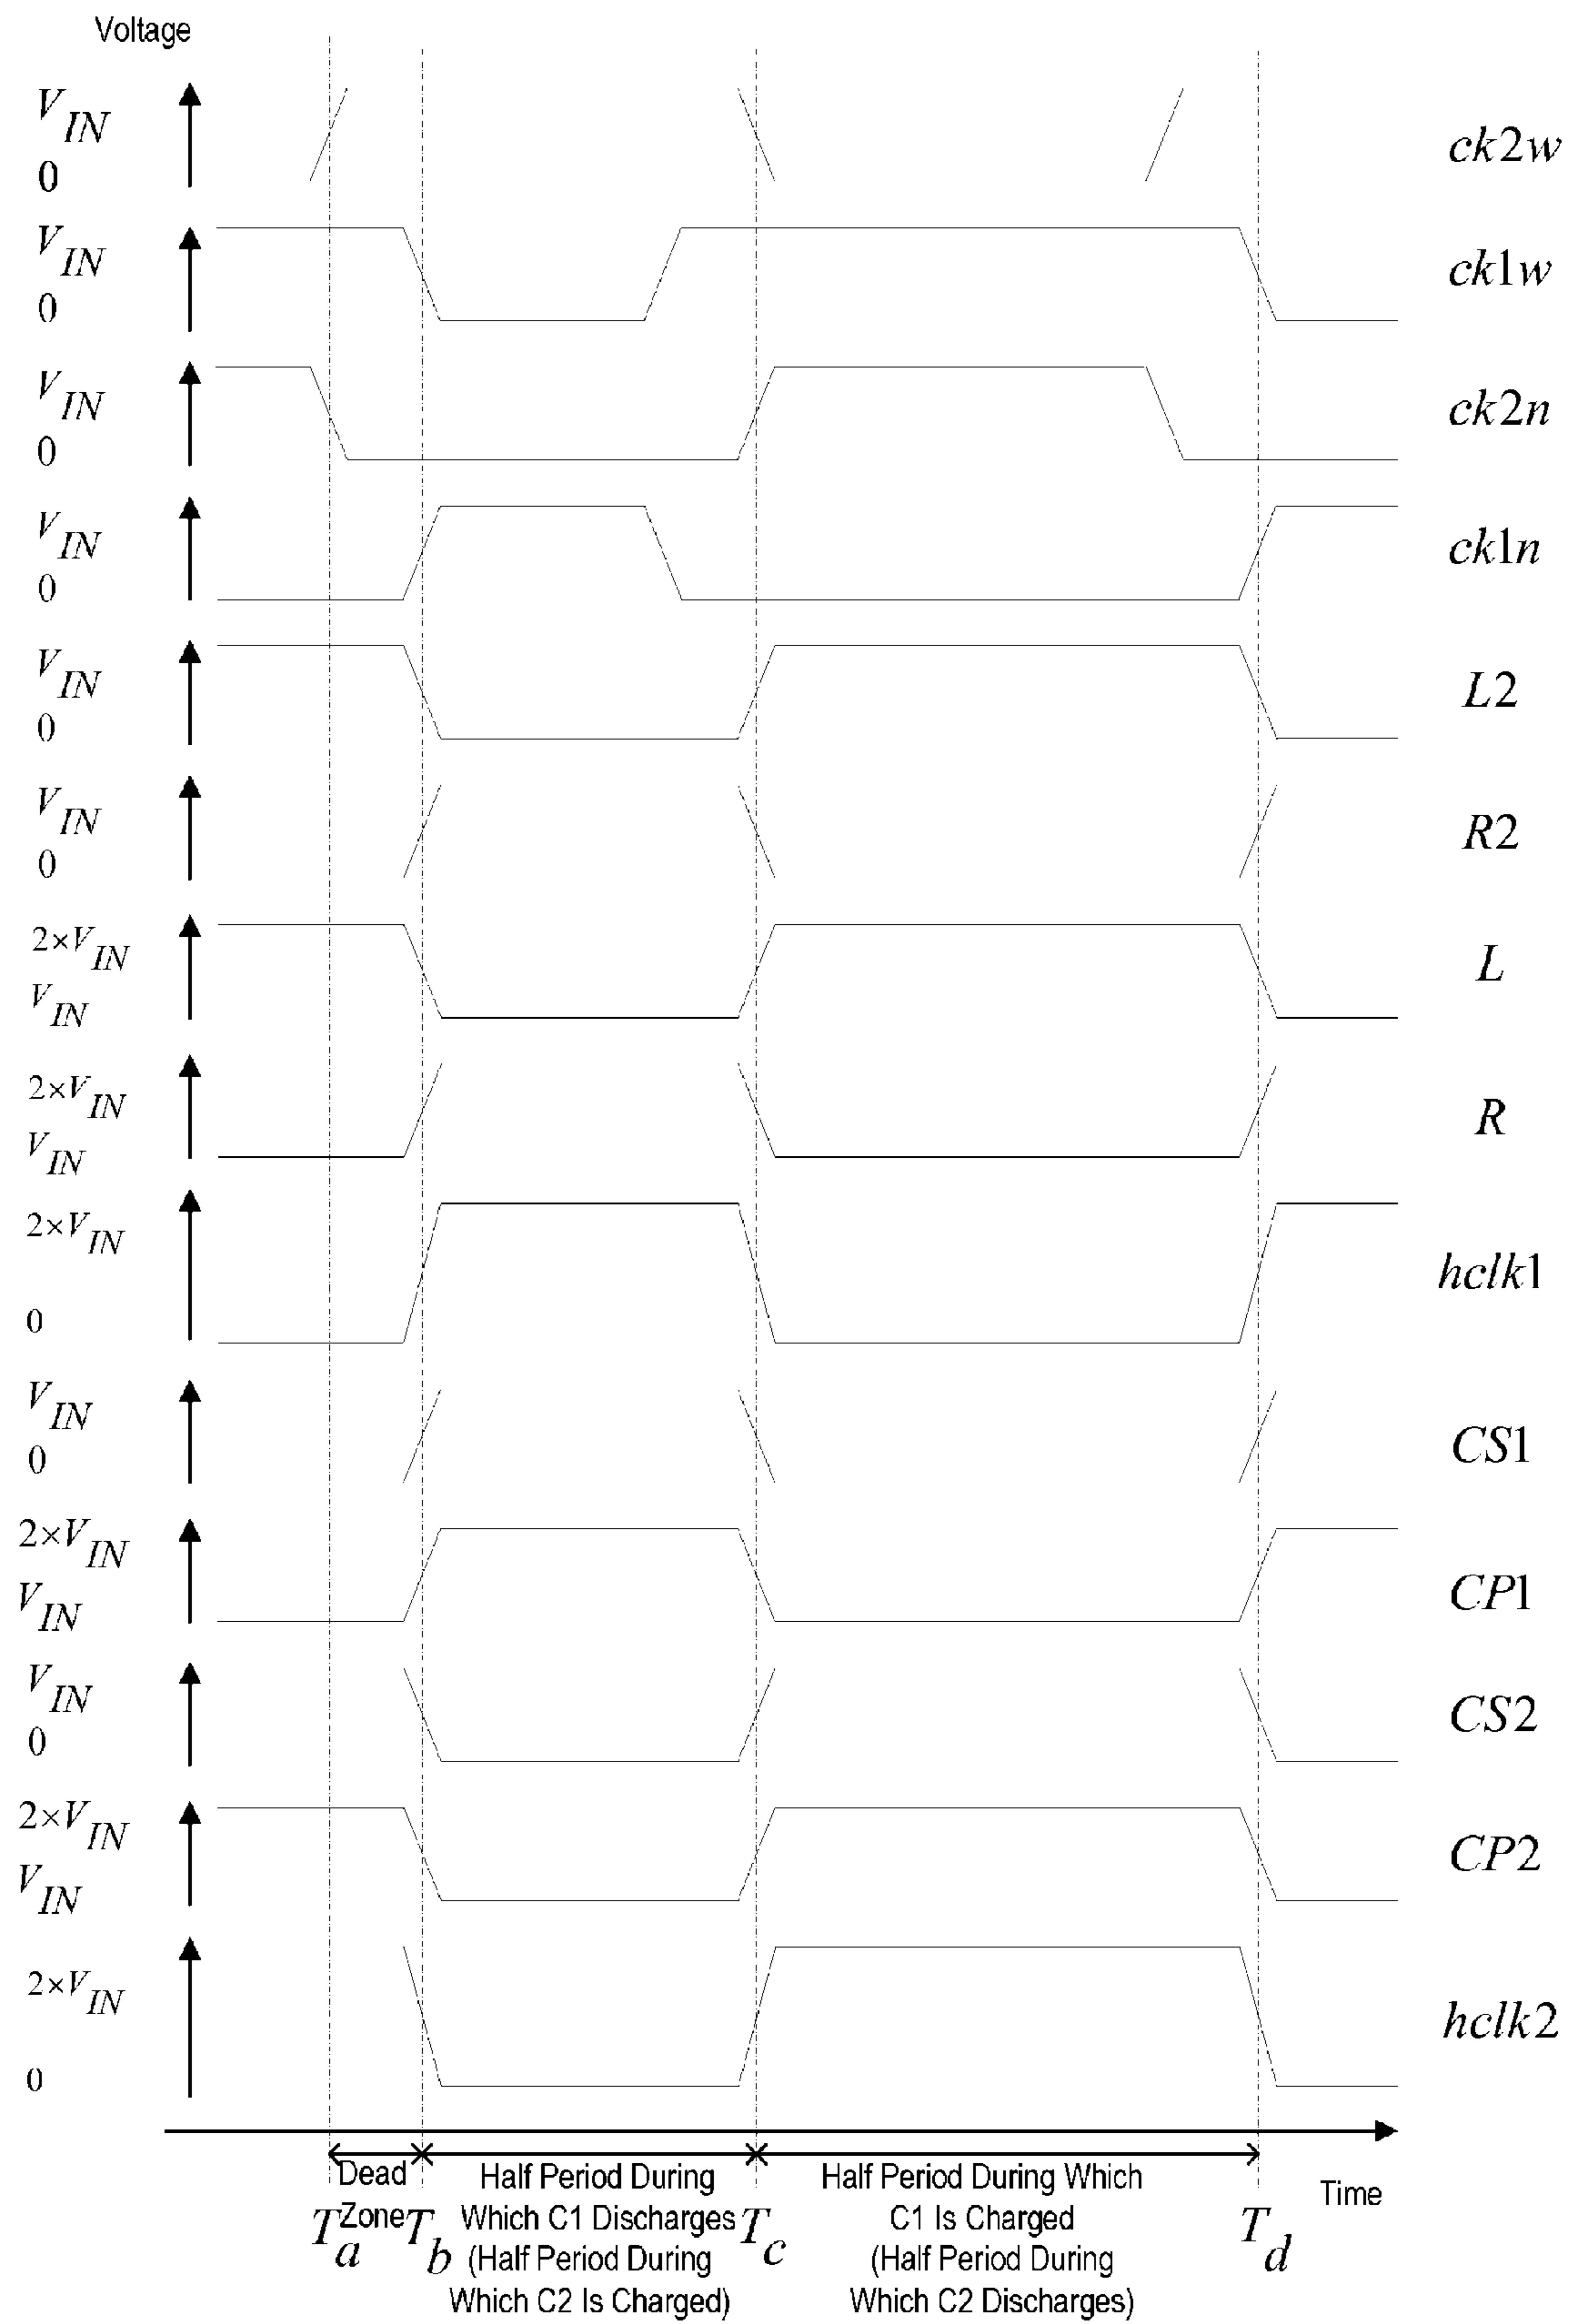 Voltage
V_IN
0
ck2w
V_IN
0
ck1w
V_IN
0
ck2n
V_IN
0
ck1n
V_IN
0
L2
V_IN
0
R2
2×V_IN
V_IN
L
2×V_IN
V_IN
R
2×V_IN
0
hclk1
V_IN
0
CS1
2×V_IN
V_IN
CP1
V_IN
0
CS2
2×V_IN
V_IN
CP2
2×V_IN
0
hclk2
Dead
Zone
Half Period During
Which C1 Discharges
(Half Period During
Which C2 Is Charged)
Half Period During Which
C1 Is Charged
(Half Period During
Which C2 Discharges)
Time
T_a
T_b
T_c
T_d